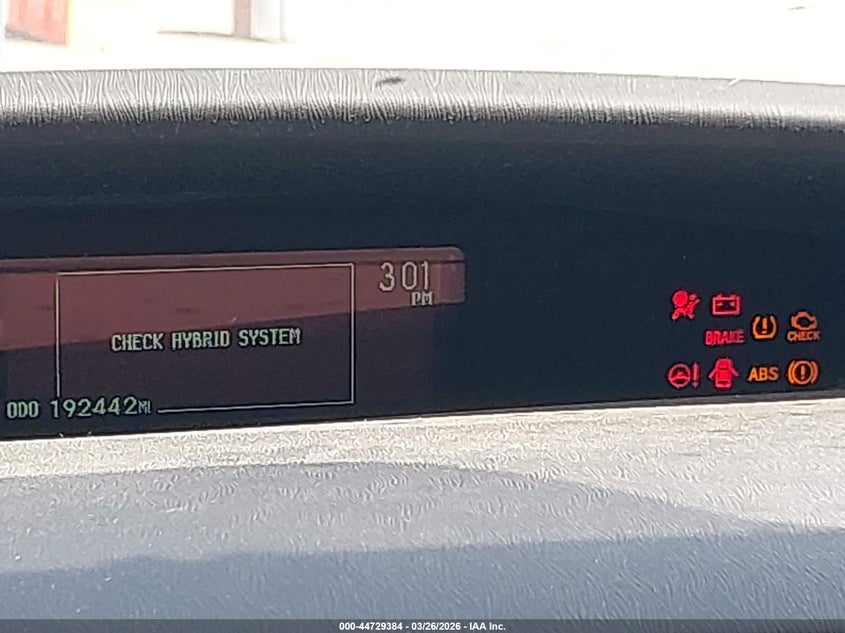 301
PM
CHECK HYBRID SYSTEM
ODO 192442MI
BRAKE
CHECK
ABS
000-44729384 - 03/26/2026 - IAA Inc.